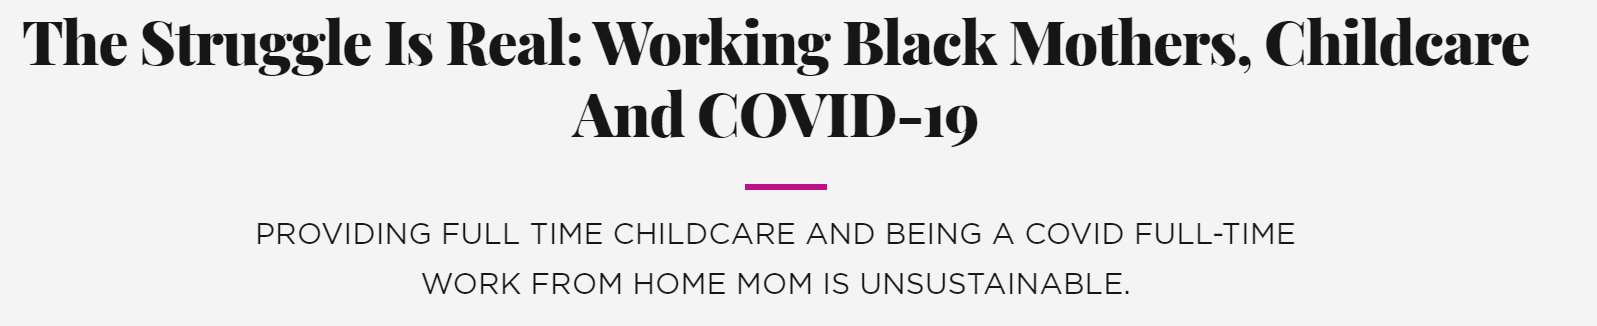 The Struggle Is Real: Working Black Mothers, Childcare
And COVID-19
PROVIDING FULL TIME CHILDCARE AND BEING A COVID FULL-TIME
WORK FROM HOME MOM IS UNSUSTAINABLE.